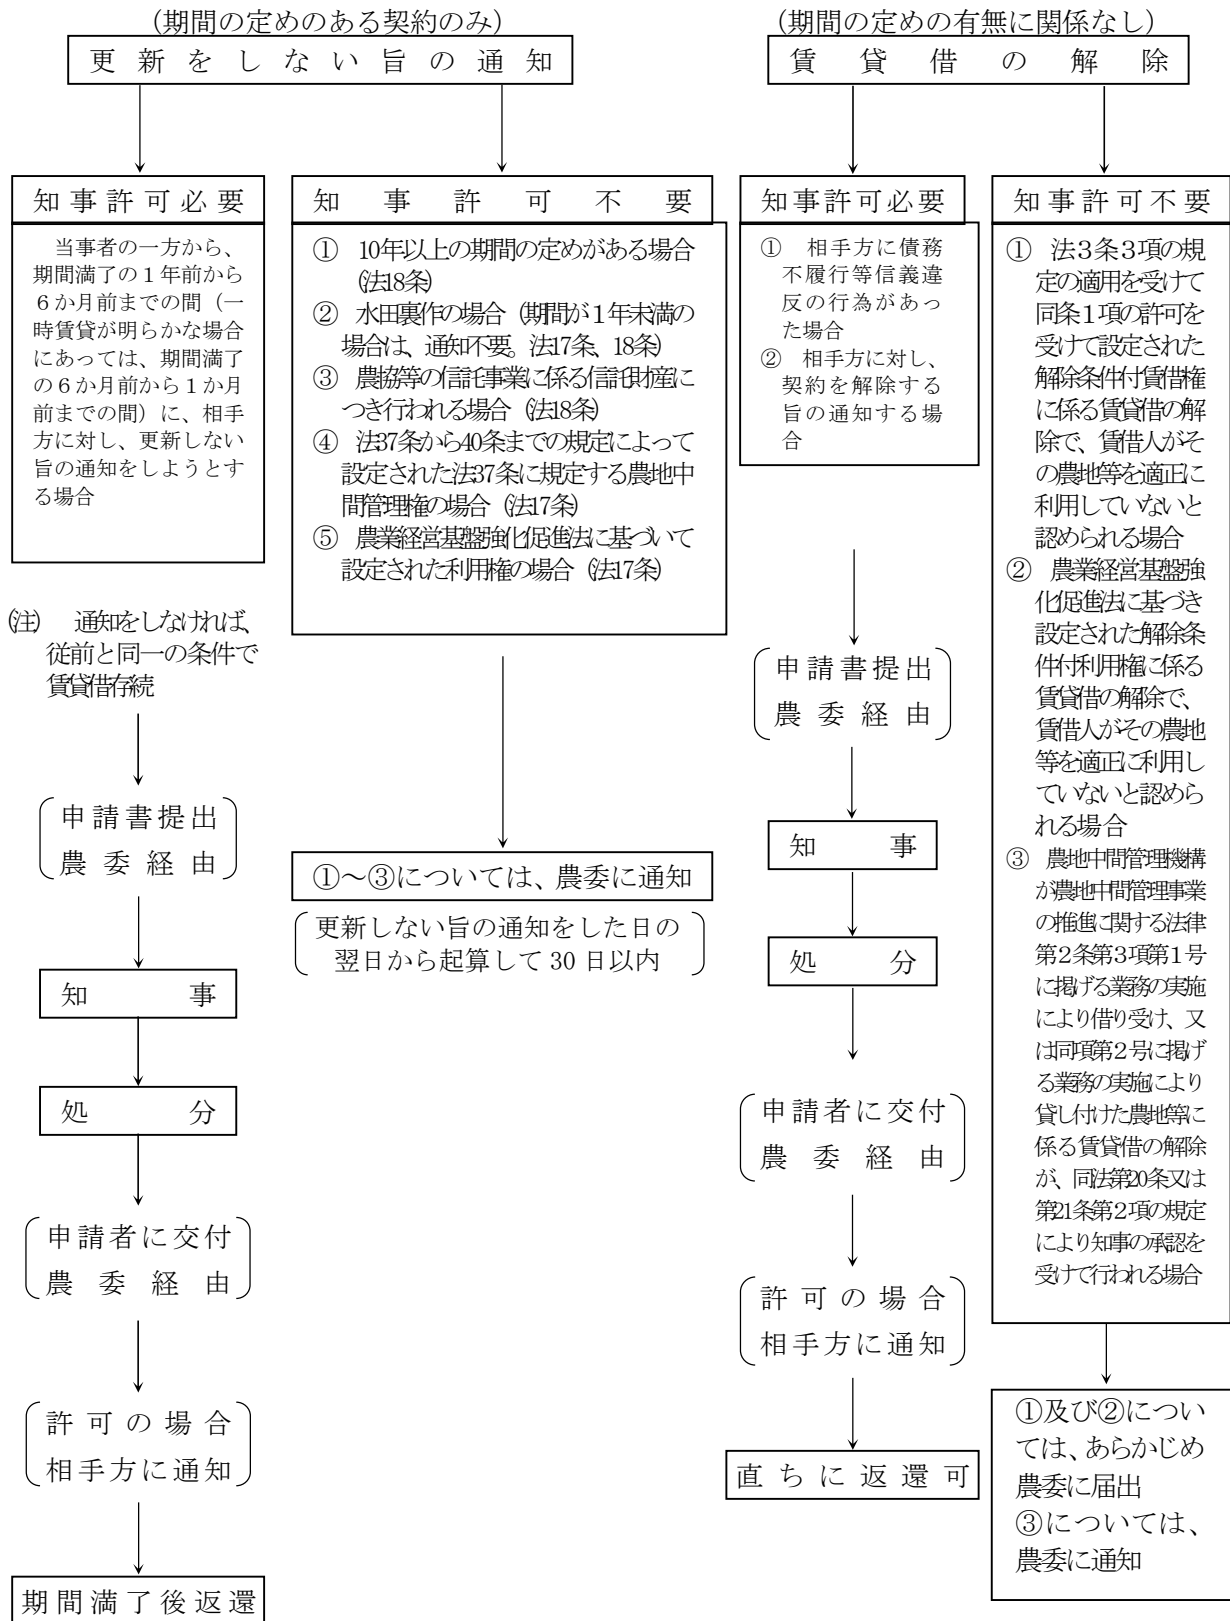 (期間の定めのある契約のみ)
更新をしない旨の通知
知事許可必要
当事者の一方から、
期間満了の1年前から
6か月前までの間(一
時賃貸が明らかな場合
にあっては、期間満了
の6か月前から1か月
前までの間)に、相手
方に対し、更新しない
旨の通知をしようとす
る場合
(注) 通知をしなければ、
従前と同一の条件で
賃貸借存続
申請書提出
農委経由
知事
処分
申請者に交付
農委経由
許可の場合
相手方に通知
期間満了後返還
知事許可不要
① 10年以上の期間の定めがある場合
(法18条)
② 水田裏作の場合(期間が1年未満の
場合は、通知不要。法17条、18条)
③ 農協等の信託事業に係る信託財産に
つき行われる場合(法18条)
④ 法37条から40条までの規定によって
設定された法37条に規定する農地中
間管理権の場合(法17条)
⑤ 農業経営基盤強化促進法に基づいて
設定された利用権の場合(法17条)
①~③については、農委に通知
更新しない旨の通知をした日の
翌日から起算して30日以内
(期間の定めの有無に関係なし)
賃貸借の解除
知事許可必要
① 相手方に債務
不履行等信義違
反の行為があっ
た場合
② 相手方に対し、
契約を解除する
旨の通知する場
合
申請書提出
農委経由
知事
処分
申請者に交付
農委経由
許可の場合
相手方に通知
直ちに返還可
知事許可不要
① 法3条3項の規
定の適用を受けて
同条1項の許可を
受けて設定された
解除条件付賃借権
に係る賃貸借の解
除で、賃借人がそ
の農地等を適正に
利用していないと
認められる場合
② 農業経営基盤強
化促進法に基づき
設定された解除条
件付利用権に係る
賃貸借の解除で、
賃借人がその農地
等を適正に利用し
ていないと認めら
れる場合
③ 農地中間管理機構
が農地中間管理事業
の推進に関する法律
第2条第3項第1号
に掲げる業務の実施
により借り受け、又
は同項第2号に掲げ
る業務の実施により
貸し付けた農地等に
係る賃貸借の解除
が、同法第20条又は
第21条第2項の規定
により知事の承認を
受けて行われる場合
①及び②につい
ては、あらかじめ
農委に届出
③については、
農委に通知